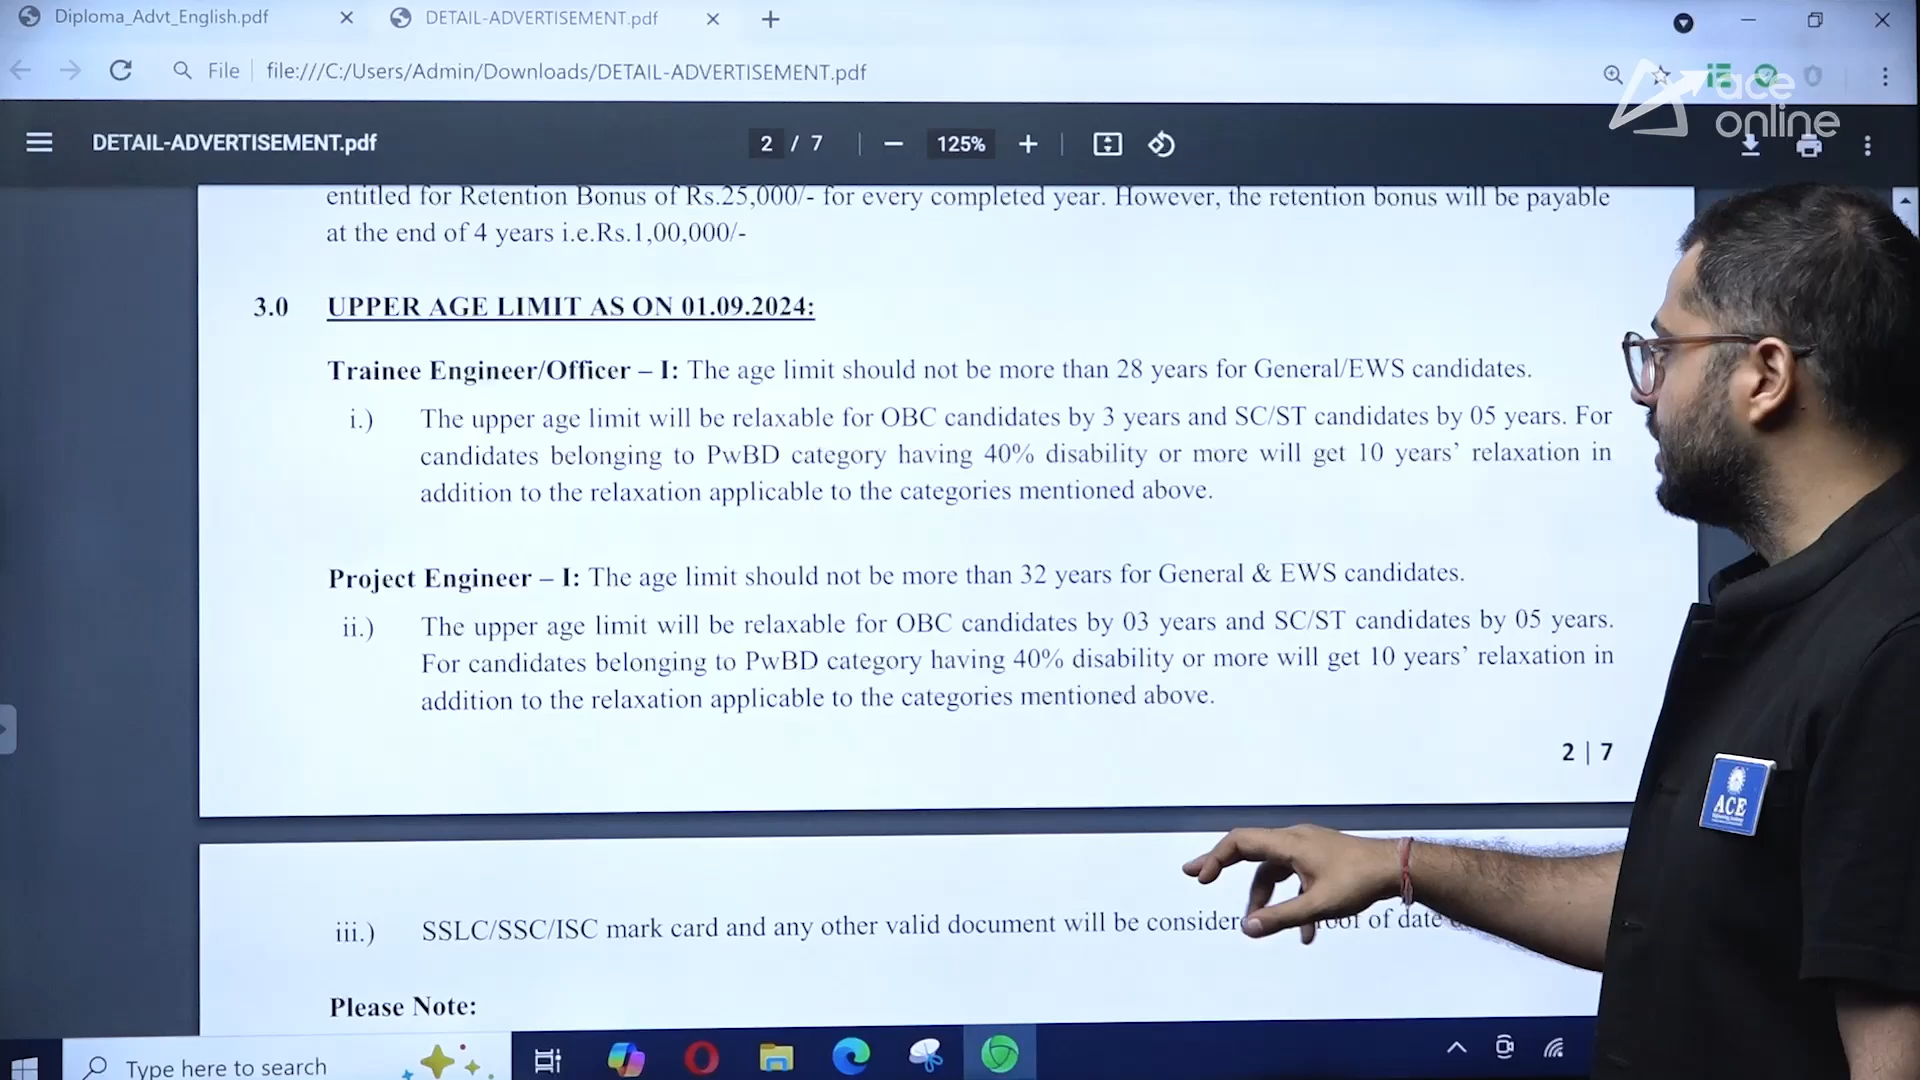 Diploma_Advt_English.pdf
DETAIL-ADVERTISEMENT.pdf
File
file:///C:/Users/Admin/Downloads/DETAIL-ADVERTISEMENT.pdf
ace
online
DETAIL-ADVERTISEMENT.pdf
2 / 7
125%
entitled for Retention Bonus of Rs.25,000/- for every completed year. However, the retention bonus will be payable
at the end of 4 years i.e.Rs.1,00,000/-
3.0 UPPER AGE LIMIT AS ON 01.09.2024:
Trainee Engineer/Officer – I: The age limit should not be more than 28 years for General/EWS candidates.
i.) The upper age limit will be relaxable for OBC candidates by 3 years and SC/ST candidates by 05 years. For
candidates belonging to PwBD category having 40% disability or more will get 10 years’ relaxation in
addition to the relaxation applicable to the categories mentioned above.
Project Engineer – I: The age limit should not be more than 32 years for General & EWS candidates.
ii.) The upper age limit will be relaxable for OBC candidates by 03 years and SC/ST candidates by 05 years.
For candidates belonging to PwBD category having 40% disability or more will get 10 years’ relaxation in
addition to the relaxation applicable to the categories mentioned above.
2 | 7
iii.) SSLC/SSC/ISC mark card and any other valid document will be of date
Please Note:
Type here to search
ACE